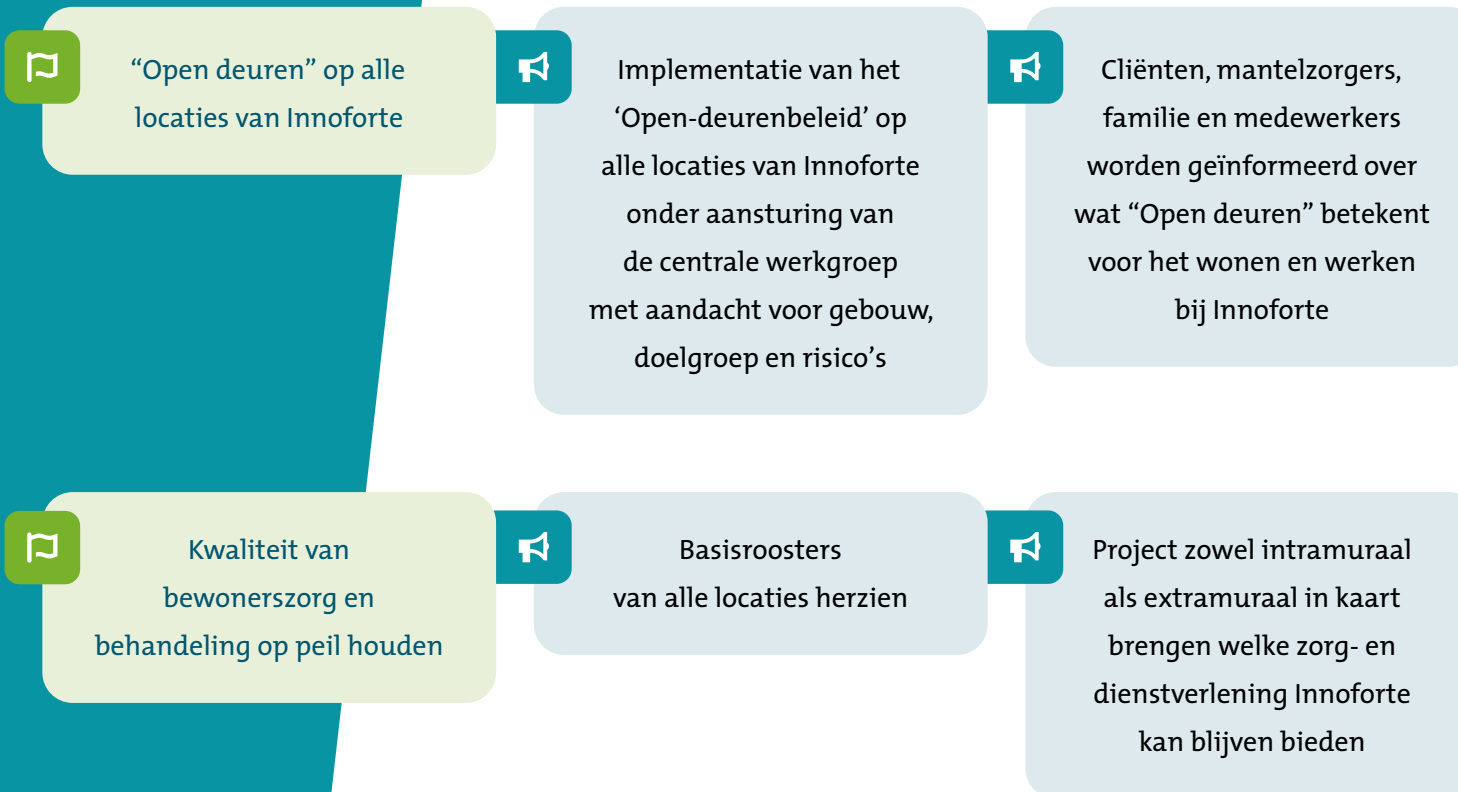 “Open deuren” op alle
locaties van Innoforte
Implementatie van het
‘Open-deurenbeleid’ op
alle locaties van Innoforte
onder aansturing van
de centrale werkgroep
met aandacht voor gebouw,
doelgroep en risico’s
Cliënten, mantelzorgers,
familie en medewerkers
worden geïnformeerd over
wat “Open deuren” betekent
voor het wonen en werken
bij Innoforte
Kwaliteit van
bewonerszorg en
behandeling op peil houden
Basisroosters
van alle locaties herzien
Project zowel intramuraal
als extramuraal in kaart
brengen welke zorg- en
dienstverlening Innoforte
kan blijven bieden